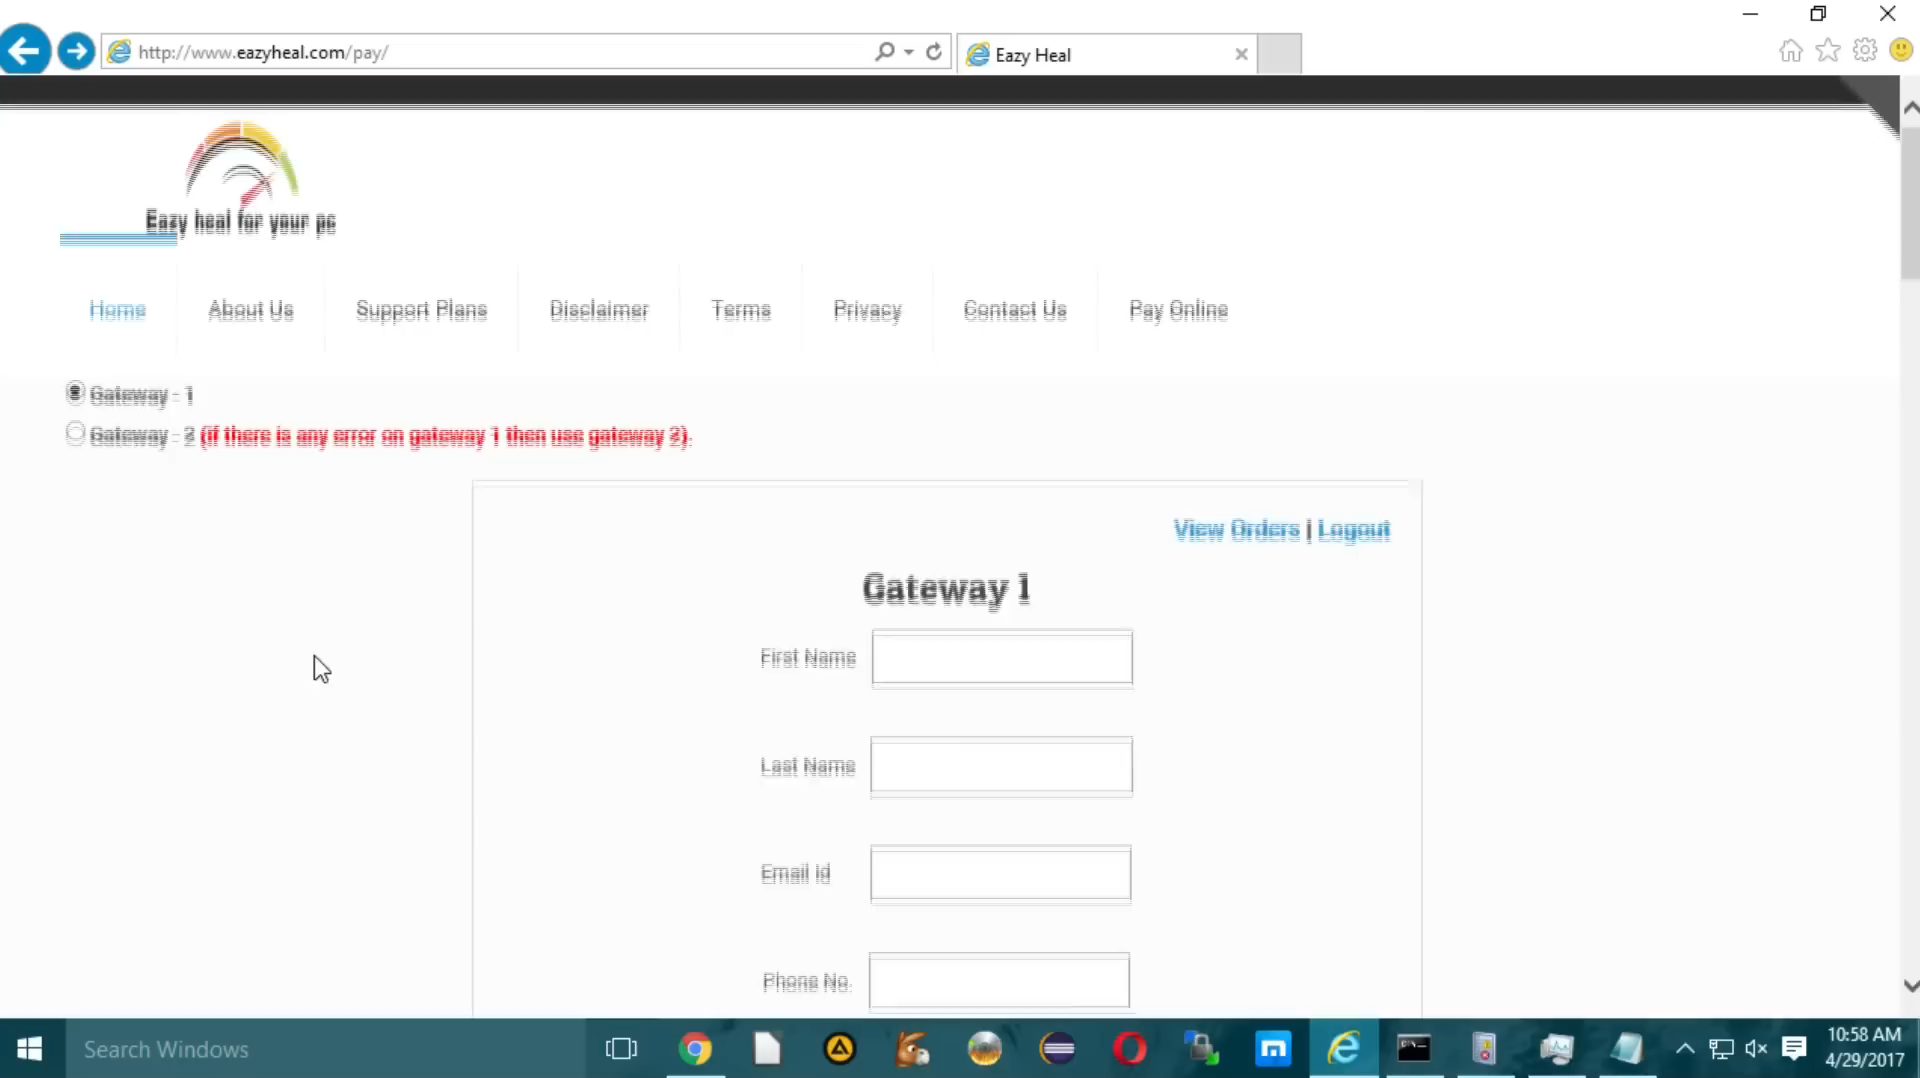 http://www.eazyheal.com/pay/
Eazy Heal
Eazy heal for your pc
Home About Us Support Plans Disclaimer Terms Privacy Contact Us Pay Online
Gateway - 1
Gateway - 2 (if there is any error on gateway 1 then use gateway 2).
View Orders | Logout
Gateway 1
First Name
Last Name
Email Id
Phone No.
Search Windows
10:58 AM
4/29/2017